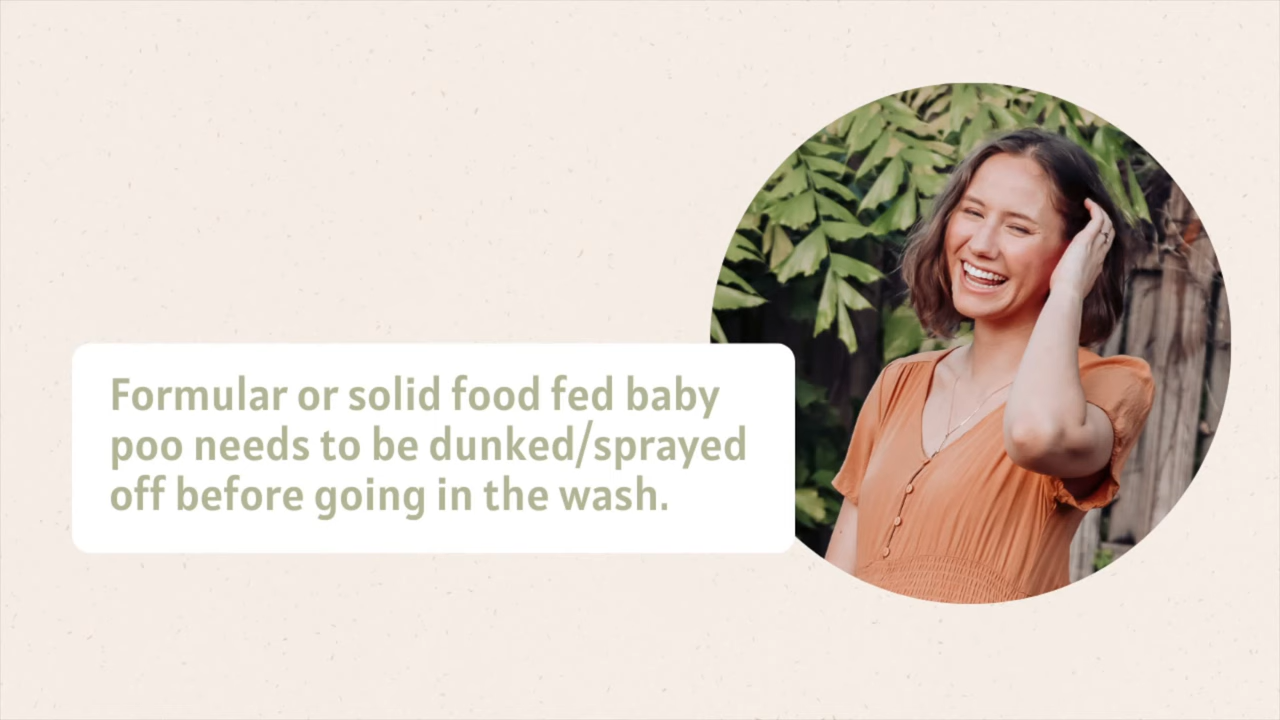 Formular or solid food fed baby
poo needs to be dunked/sprayed
off before going in the wash.